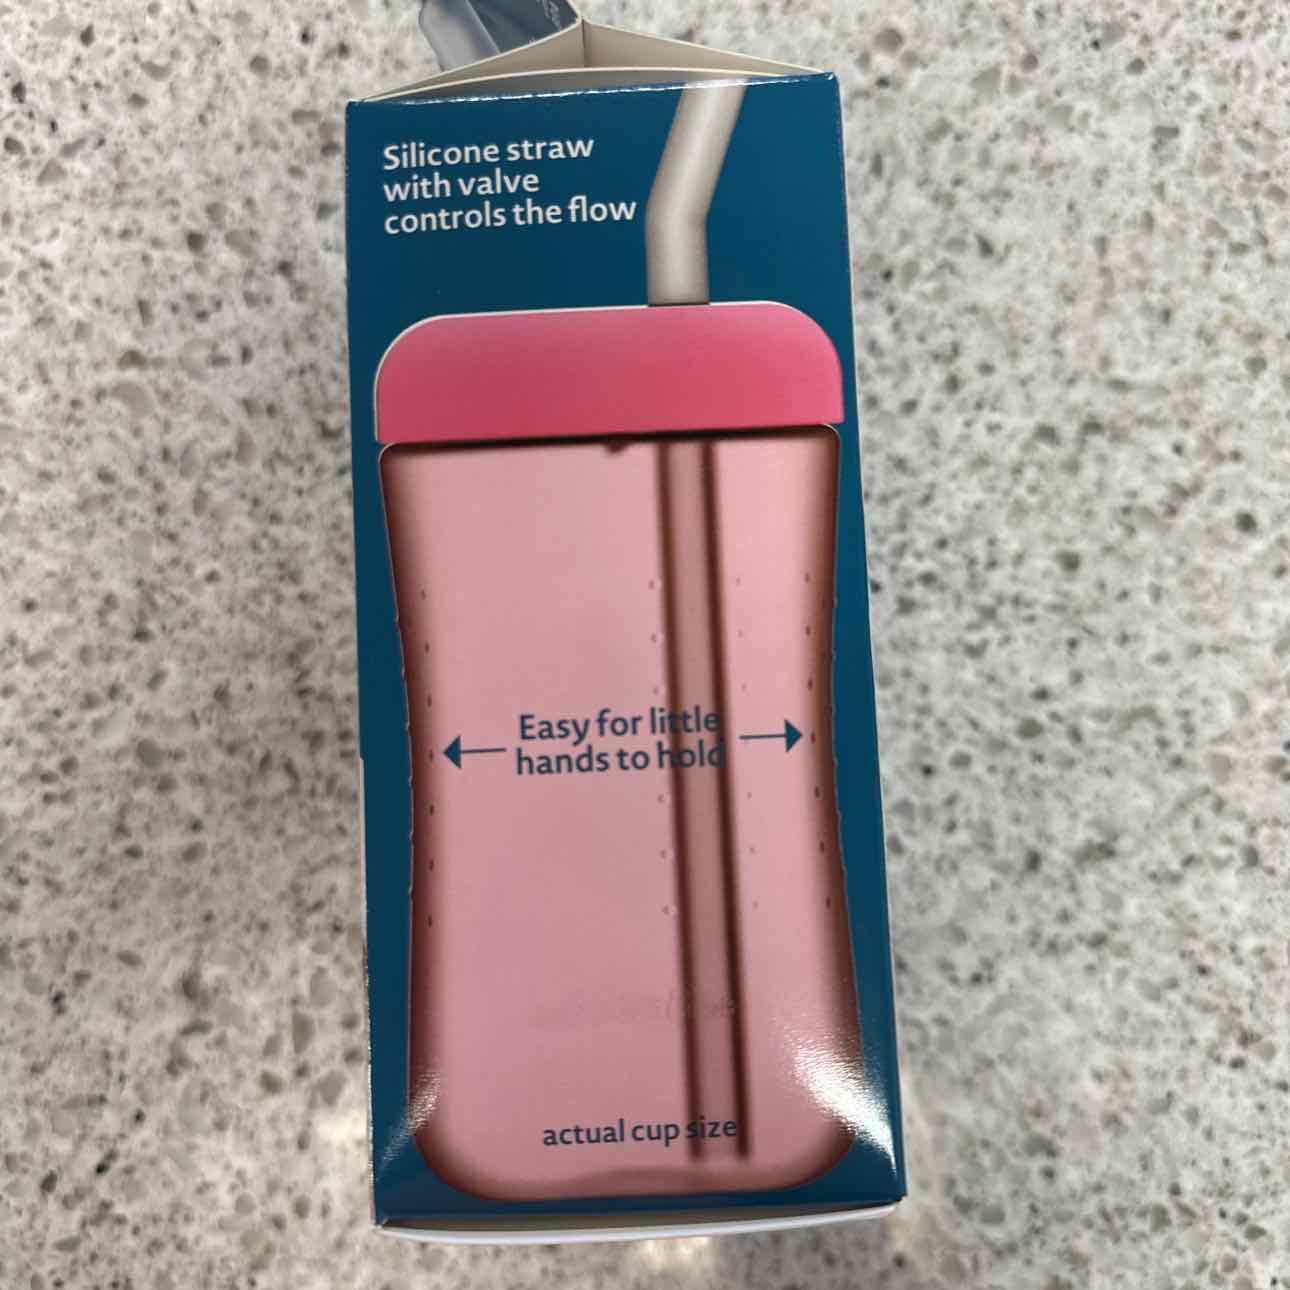 Silicone straw
with valve
controls the flow
Easy for little
hands to hold
actual cup size